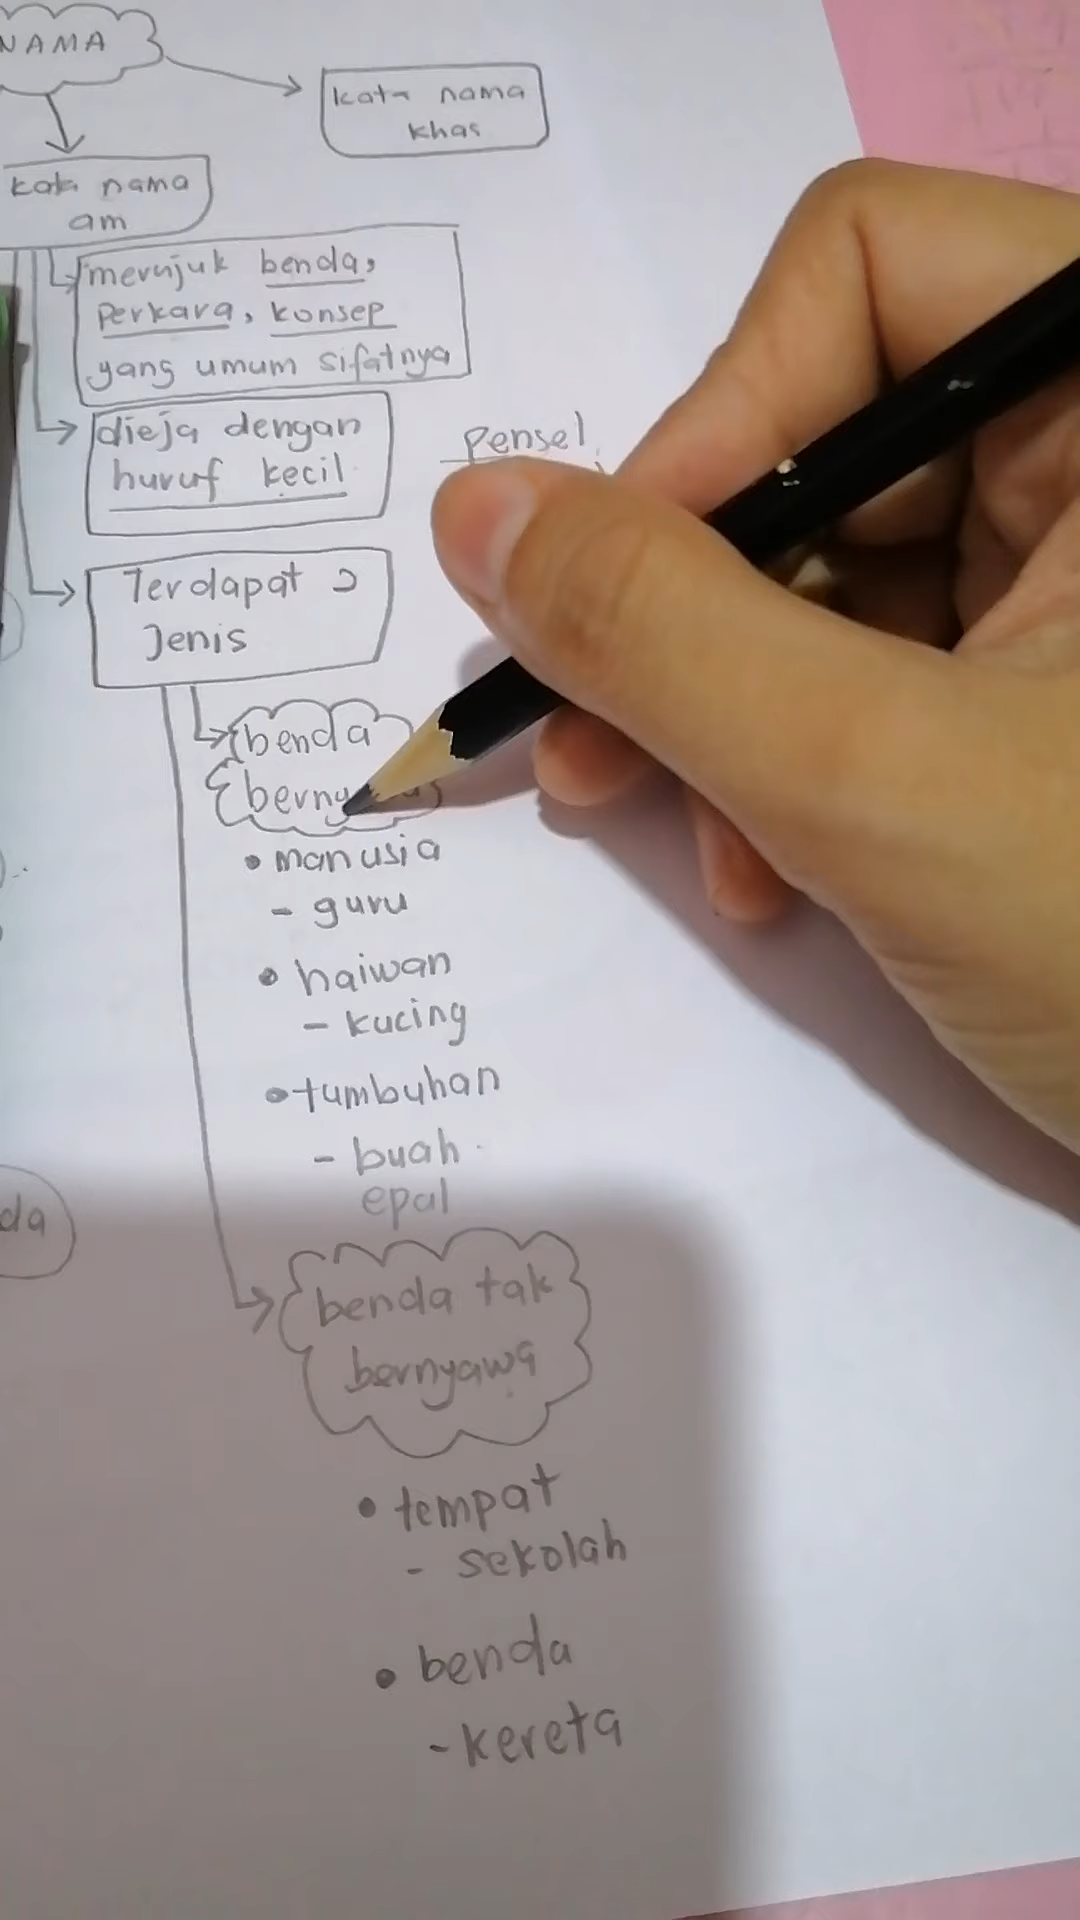 NAMA
kata nama
khas
kata nama
am
merujuk benda,
perkara, konsep
yang umum sifatnya
dieja dengan
huruf kecil
pensel
Terdapat 2
Jenis
benda
• manusia
- guru
• haiwan
- kucing
• tumbuhan
- buah
epal
da
benda tak
bernyawa
• tempat
- sekolah
• benda
- kereta